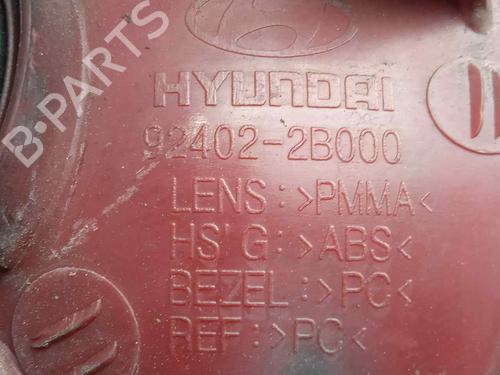 B-PARTS
HYUNDAI
92402-2B000
LENS:>PMMA<
HS'G:>ABS<
BEZEL:>PC<
REF:>PC<